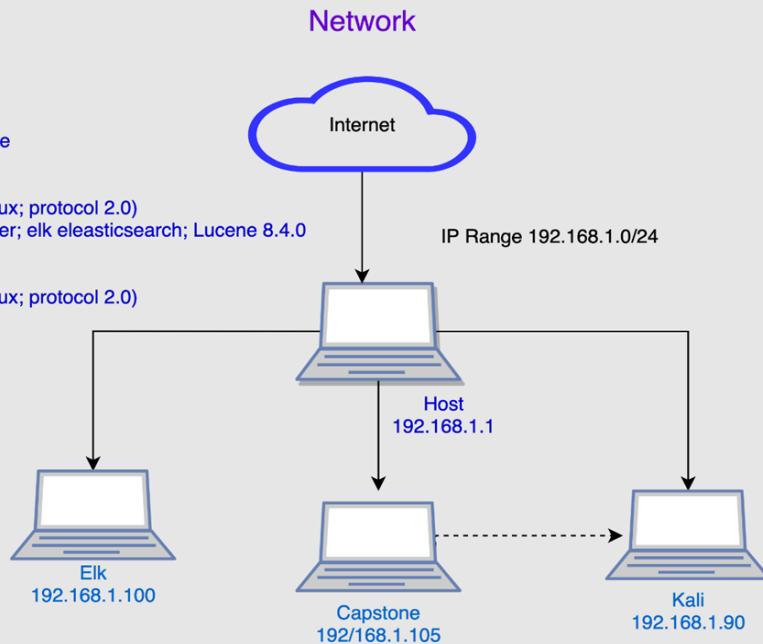 Network
Internet
e
ux; protocol 2.0)
er; elk eleasticsearch; Lucene 8.4.0
IP Range 192.168.1.0/24
ux; protocol 2.0)
Host
192.168.1.1
Elk
192.168.1.100
Capstone
192/168.1.105
Kali
192.168.1.90